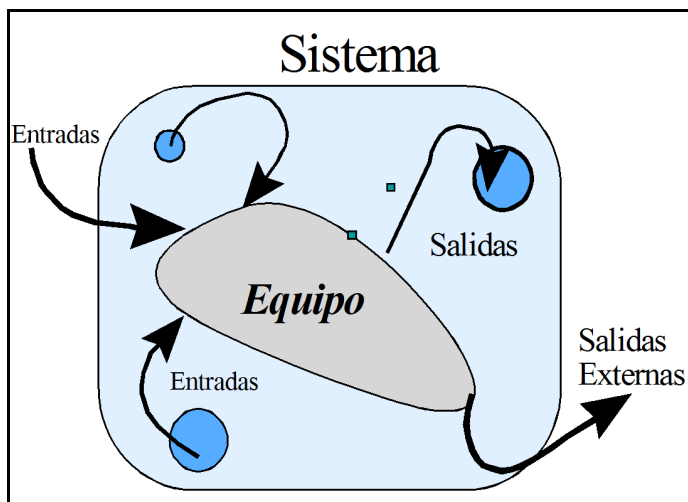 Sistema
Entradas
Salidas
Equipo
Salidas
Externas
Entradas